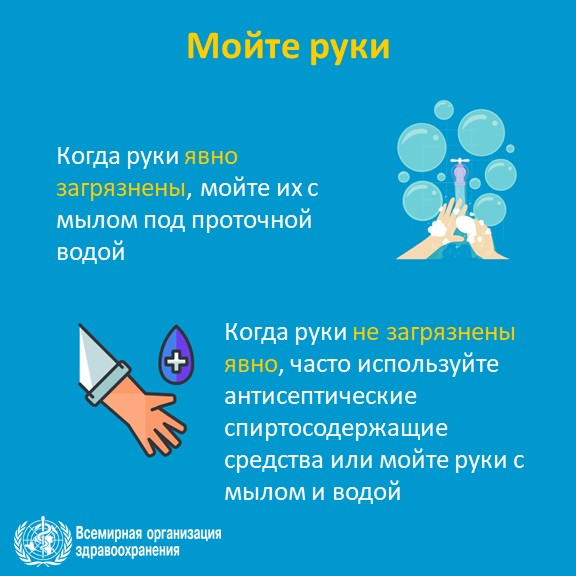 Мойте руки
Когда руки явно
загрязнены, мойте их с
мылом под проточной
водой
Когда руки не загрязнены
явно, часто используйте
антисептические
спиртосодержащие
средства или мойте руки с
мылом и водой
Всемирная организация
здравоохранения